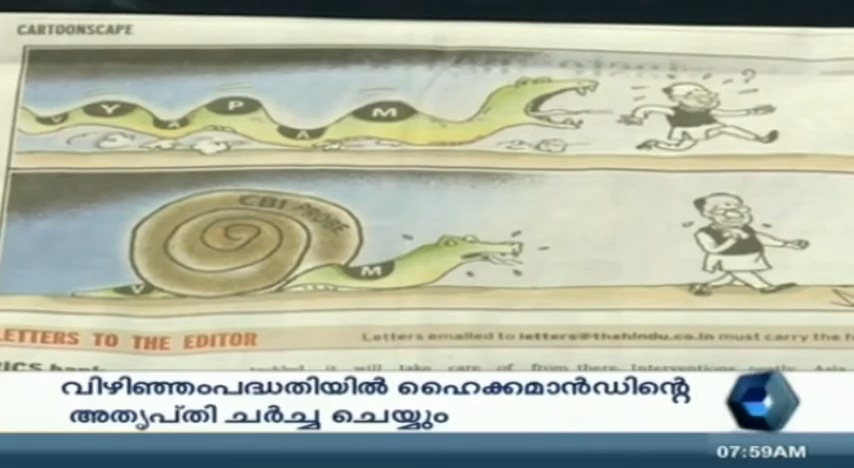 CARTOONSCAPE
V Y A P A M
CBI PROBE
V M
LETTERS TO THE EDITOR
Letters emailed to letters@thehindu.co.in must carry the
വിഴിഞ്ഞംപദ്ധതിയിൽ ഹൈക്കമാൻഡിന്റെ
അതൃപ്തി ചർച്ച ചെയ്യും
07:59AM